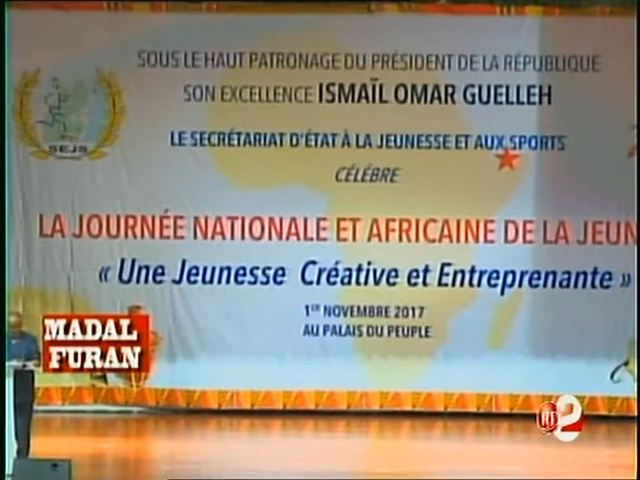 SOUS LE HAUT PATRONAGE DU PRÉSIDENT DE LA RÉPUBLIQUE
SON EXCELLENCE ISMAÏL OMAR GUELLEH
SEJS
LE SECRÉTARIAT D'ÉTAT À LA JEUNESSE ET AUX SPORTS
CÉLÈBRE
LA JOURNÉE NATIONALE ET AFRICAINE DE LA JEUN
« Une Jeunesse Créative et Entreprenante »
1ER NOVEMBRE 2017
AU PALAIS DU PEUPLE
MADAL
FURAN
RT
2